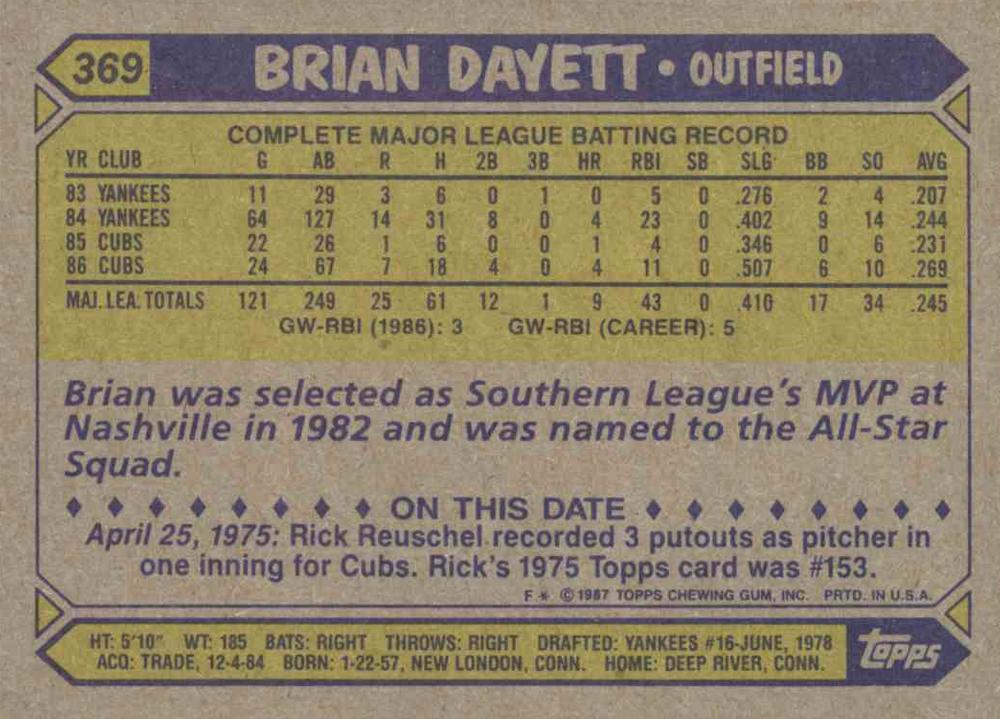 369 BRIAN DAYETT • OUTFIELD
COMPLETE MAJOR LEAGUE BATTING RECORD
YR CLUB G AB R H 2B 3B HR RBI SB SLG BB SO AVG
83 YANKEES 11 29 3 6 0 1 0 5 0 .276 2 4 .207
84 YANKEES 64 127 14 31 8 0 4 23 0 .402 9 14 .244
85 CUBS 22 26 1 6 0 0 1 4 0 .346 0 6 .231
86 CUBS 24 67 7 18 4 0 4 11 0 .507 6 10 .269
MAJ. LEA. TOTALS 121 249 25 61 12 1 9 43 0 .410 17 34 .245
GW-RBI (1986): 3 GW-RBI (CAREER): 5
Brian was selected as Southern League's MVP at
Nashville in 1982 and was named to the All-Star
Squad.
♦ ♦ ♦ ♦ ♦ ♦ ♦ ♦ ON THIS DATE ♦ ♦ ♦ ♦ ♦ ♦ ♦ ♦
April 25, 1975: Rick Reuschel recorded 3 putouts as pitcher in
one inning for Cubs. Rick's 1975 Topps card was #153.
F * © 1987 TOPPS CHEWING GUM, INC. PRTD. IN U.S.A.
HT: 5'10" WT: 185 BATS: RIGHT THROWS: RIGHT DRAFTED: YANKEES #16-JUNE, 1978
ACQ: TRADE, 12-4-84 BORN: 1-22-57, NEW LONDON, CONN. HOME: DEEP RIVER, CONN.
topps